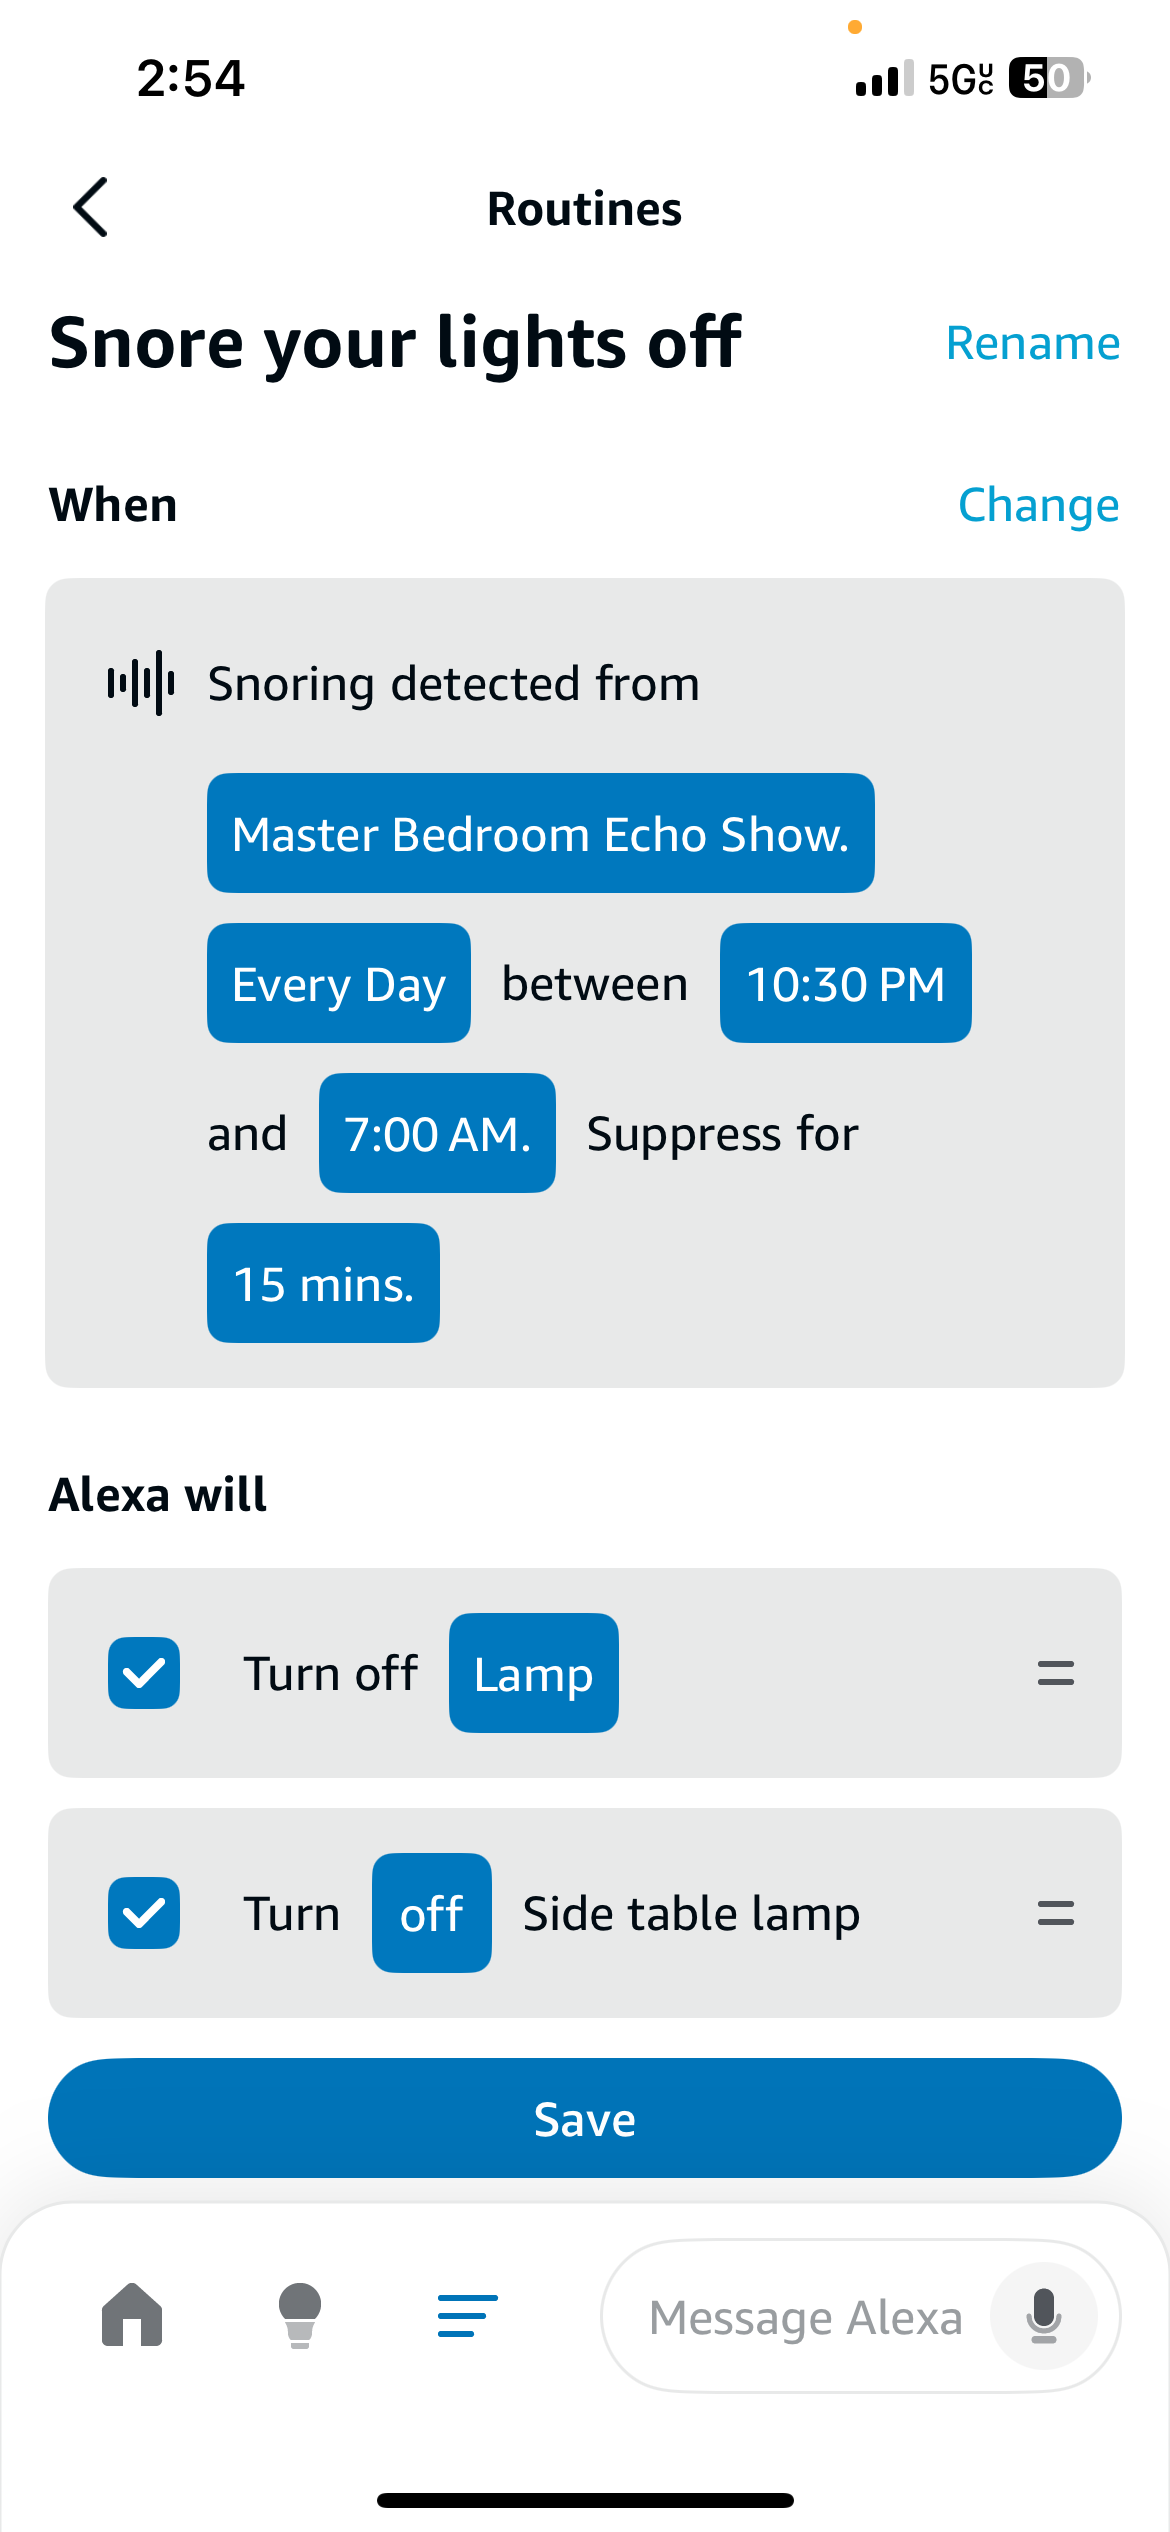 2:54
5GUC
50
Routines
Snore your lights off
Rename
When
Change
Snoring detected from
Master Bedroom Echo Show.
Every Day between 10:30 PM
and 7:00 AM. Suppress for
15 mins.
Alexa will
Turn off Lamp
Turn off Side table lamp
Save
Message Alexa